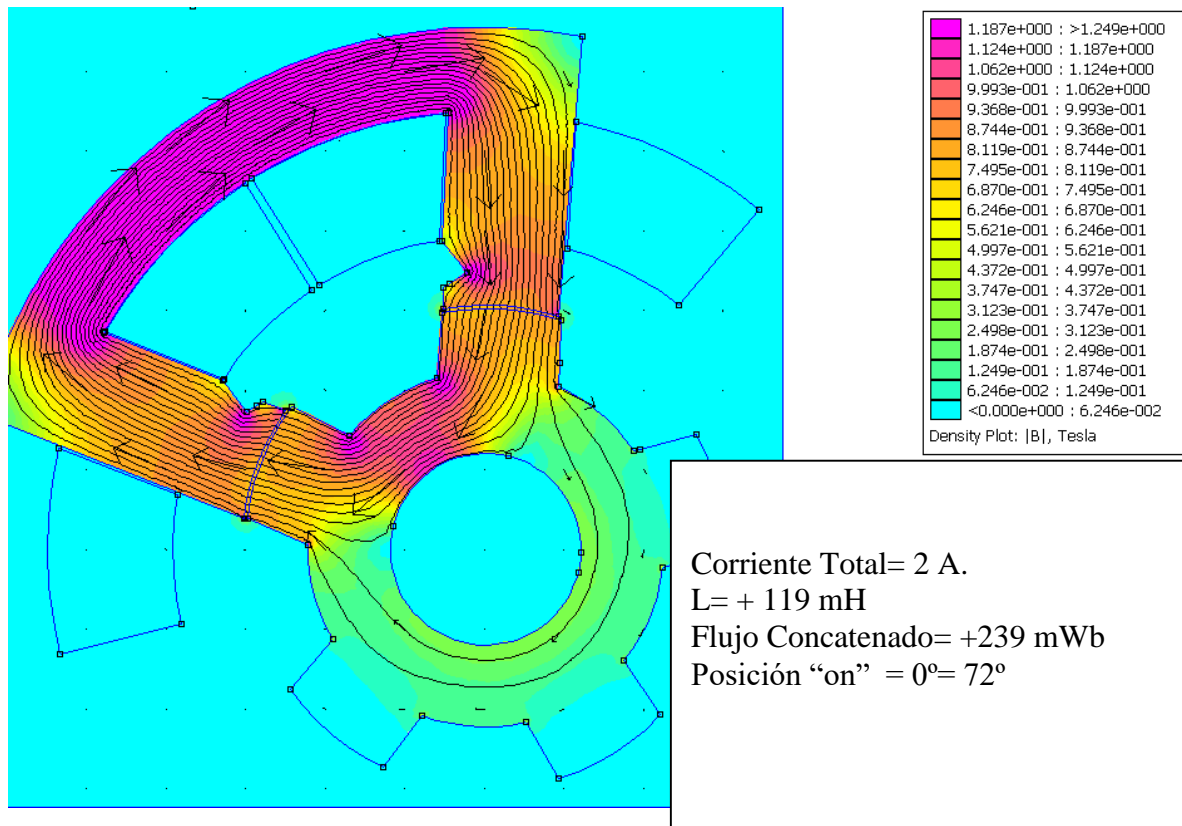 1.187e+000 : >1.249e+000
1.124e+000 : 1.187e+000
1.062e+000 : 1.124e+000
9.993e-001 : 1.062e+000
9.368e-001 : 9.993e-001
8.744e-001 : 9.368e-001
8.119e-001 : 8.744e-001
7.495e-001 : 8.119e-001
6.870e-001 : 7.495e-001
6.246e-001 : 6.870e-001
5.621e-001 : 6.246e-001
4.997e-001 : 5.621e-001
4.372e-001 : 4.997e-001
3.747e-001 : 4.372e-001
3.123e-001 : 3.747e-001
2.498e-001 : 3.123e-001
1.874e-001 : 2.498e-001
1.249e-001 : 1.874e-001
6.246e-002 : 1.249e-001
<0.000e+000 : 6.246e-002
Density Plot: |B|, Tesla
Corriente Total= 2 A.
L= + 119 mH
Flujo Concatenado= +239 mWb
Posición “on” = 0º= 72º